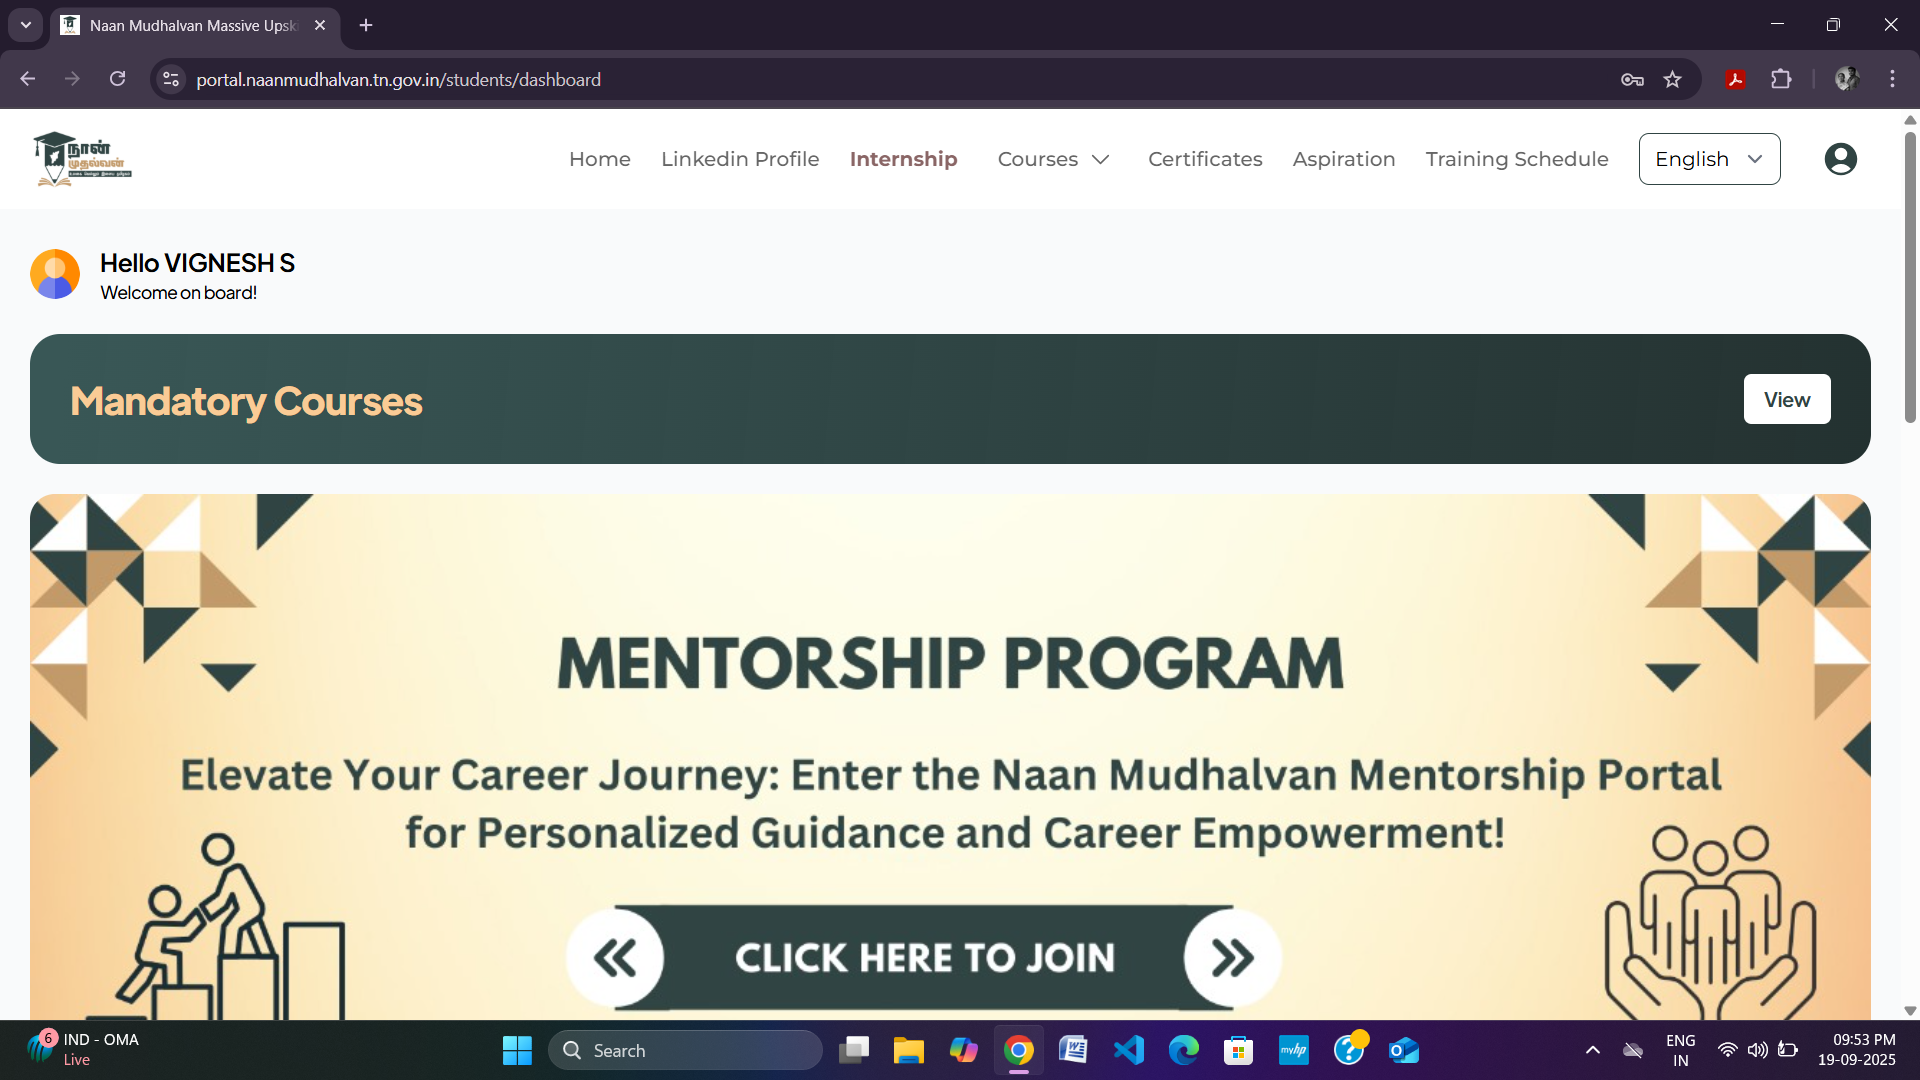 Naan Mudhalvan Massive Upsk
portal.naanmudhalvan.tn.gov.in/students/dashboard
நான்
முதல்வன்
Home
Linkedin Profile
Internship
Courses
Certificates
Aspiration
Training Schedule
English
Hello VIGNESH S
Welcome on board!
Mandatory Courses
View
MENTORSHIP PROGRAM
Elevate Your Career Journey: Enter the Naan Mudhalvan Mentorship Portal
for Personalized Guidance and Career Empowerment!
CLICK HERE TO JOIN
6
IND - OMA
Live
Search
myhp
ENG
IN
09:53 PM
19-09-2025